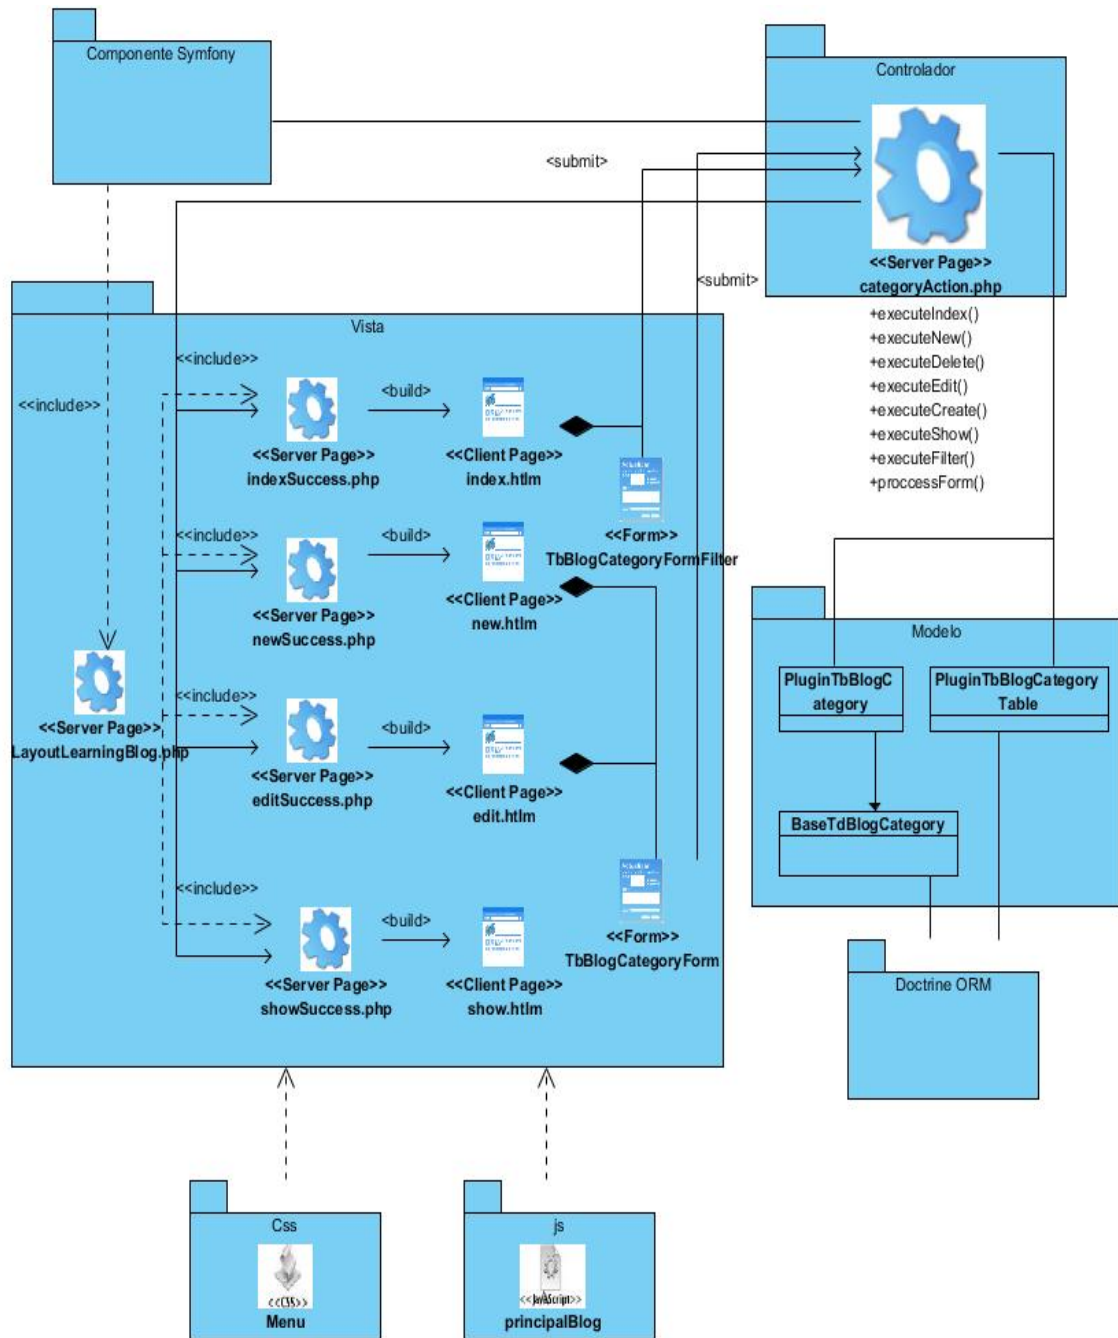 Componente Symfony
Controlador
<submit>
<<Server Page>>
<submit>
categoryAction.php
+executeIndex()
+executeNew()
+executeDelete()
+executeEdit()
+executeCreate()
+executeShow()
+executeFilter()
+proccessForm()
Vista
<<include>>
<<include>>
<build>
<<Server Page>>
indexSuccess.php
<<Client Page>>
index.htlm
<<Form>>
TbBlogCategoryFormFilter
<<include>>
<build>
<<Server Page>>
newSuccess.php
<<Client Page>>
new.htlm
<<Server Page>>
LayoutLearningBlog.php
<<include>>
<build>
<<Server Page>>
editSuccess.php
<<Client Page>>
edit.htlm
<<include>>
<build>
<<Server Page>>
showSuccess.php
<<Client Page>>
show.htlm
<<Form>>
TbBlogCategoryForm
Modelo
PluginTbBlogC
ategory
PluginTbBlogCategory
Table
BaseTdBlogCategory
Doctrine ORM
Css
<<CSS>>
Menu
js
<<JavaScript>>
principalBlog